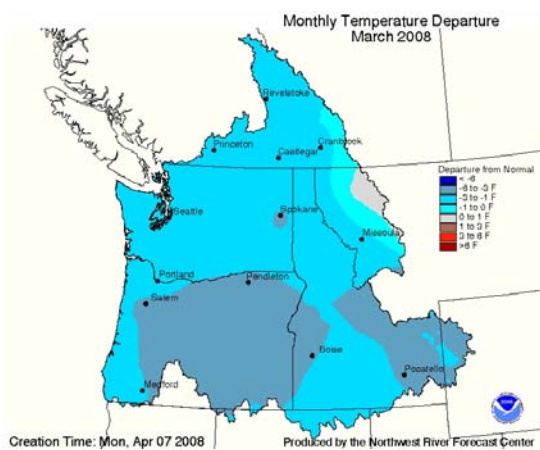 Monthly Temperature Departure
March 2008
Revelstoke
Princeton
Castlegar
Cranbrook
Departure from Normal
< -6
-6 to -3 F
-3 to -1 F
-1 to 0 F
0 to 1 F
1 to 3 F
3 to 6 F
>6 F
Seattle
Spokane
Missoula
Portland
Pendleton
Salem
Boise
Pocatello
Medford
Creation Time: Mon, Apr 07 2008
Produced by the Northwest River Forecast Center